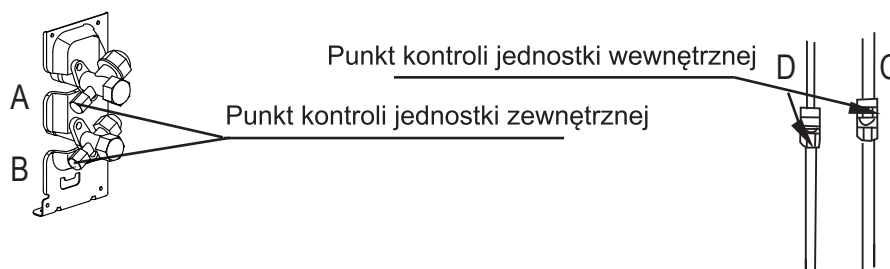 Punkt kontroli jednostki wewnętrznej
D
C
A
Punkt kontroli jednostki zewnętrznej
B